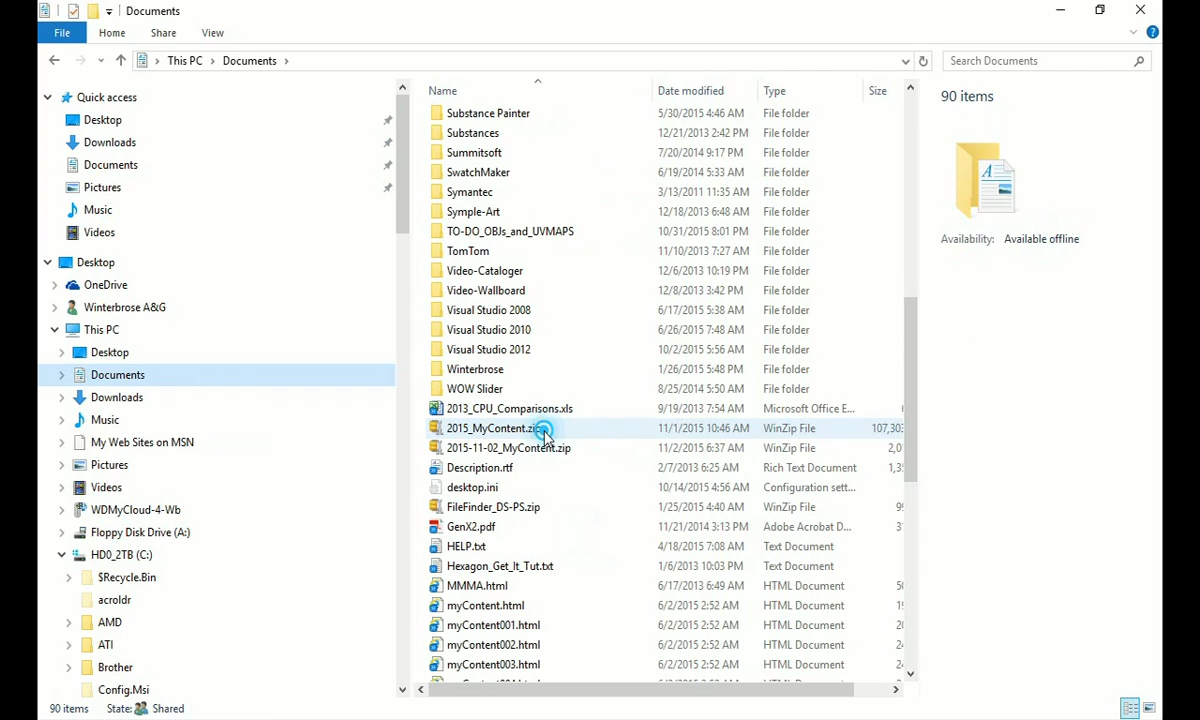 Documents
File Home Share View
This PC Documents
Search Documents
Quick access
Desktop
Downloads
Documents
Pictures
Music
Videos
Desktop
OneDrive
Winterbrose A&G
This PC
Desktop
Documents
Downloads
Music
My Web Sites on MSN
Pictures
Videos
WDMyCloud-4-Wb
Floppy Disk Drive (A:)
HD0_2TB (C:)
$Recycle.Bin
acroldr
AMD
ATI
Brother
Config.Msi
Name Date modified Type Size
Substance Painter 5/30/2015 4:46 AM File folder
Substances 12/21/2013 2:42 PM File folder
Summitsoft 7/20/2014 9:17 PM File folder
SwatchMaker 6/19/2014 5:33 AM File folder
Symantec 3/13/2011 11:35 AM File folder
Symple-Art 12/18/2013 6:48 AM File folder
TO-DO_OBJs_and_UVMAPS 10/31/2015 8:01 PM File folder
TomTom 11/10/2013 7:27 AM File folder
Video-Cataloger 12/6/2013 10:19 PM File folder
Video-Wallboard 12/8/2013 3:42 PM File folder
Visual Studio 2008 6/17/2015 5:38 AM File folder
Visual Studio 2010 6/26/2015 7:48 AM File folder
Visual Studio 2012 10/2/2015 5:56 AM File folder
Winterbrose 1/26/2015 5:48 PM File folder
WOW Slider 8/25/2014 5:50 AM File folder
2013_CPU_Comparisons.xls 9/19/2013 7:54 AM Microsoft Office E...
2015_MyContent.zip 11/1/2015 10:46 AM WinZip File 107,303
2015-11-02_MyContent.zip 11/2/2015 6:37 AM WinZip File 2,0
Description.rtf 2/7/2013 6:25 AM Rich Text Document 1,3
desktop.ini 10/14/2015 4:56 AM Configuration sett...
FileFinder_DS-PS.zip 1/25/2015 4:40 AM WinZip File 9
GenX2.pdf 11/21/2014 3:13 PM Adobe Acrobat D... 3
HELP.txt 4/18/2015 7:08 AM Text Document
Hexagon_Get_It_Tut.txt 1/6/2013 10:03 PM Text Document
MMMA.html 6/17/2013 6:49 AM HTML Document 5
myContent.html 6/2/2015 2:52 AM HTML Document 1
myContent001.html 6/2/2015 2:52 AM HTML Document 2
myContent002.html 6/2/2015 2:52 AM HTML Document 2
myContent003.html 6/2/2015 2:52 AM HTML Document 2
90 items
Availability: Available offline
90 items State: Shared